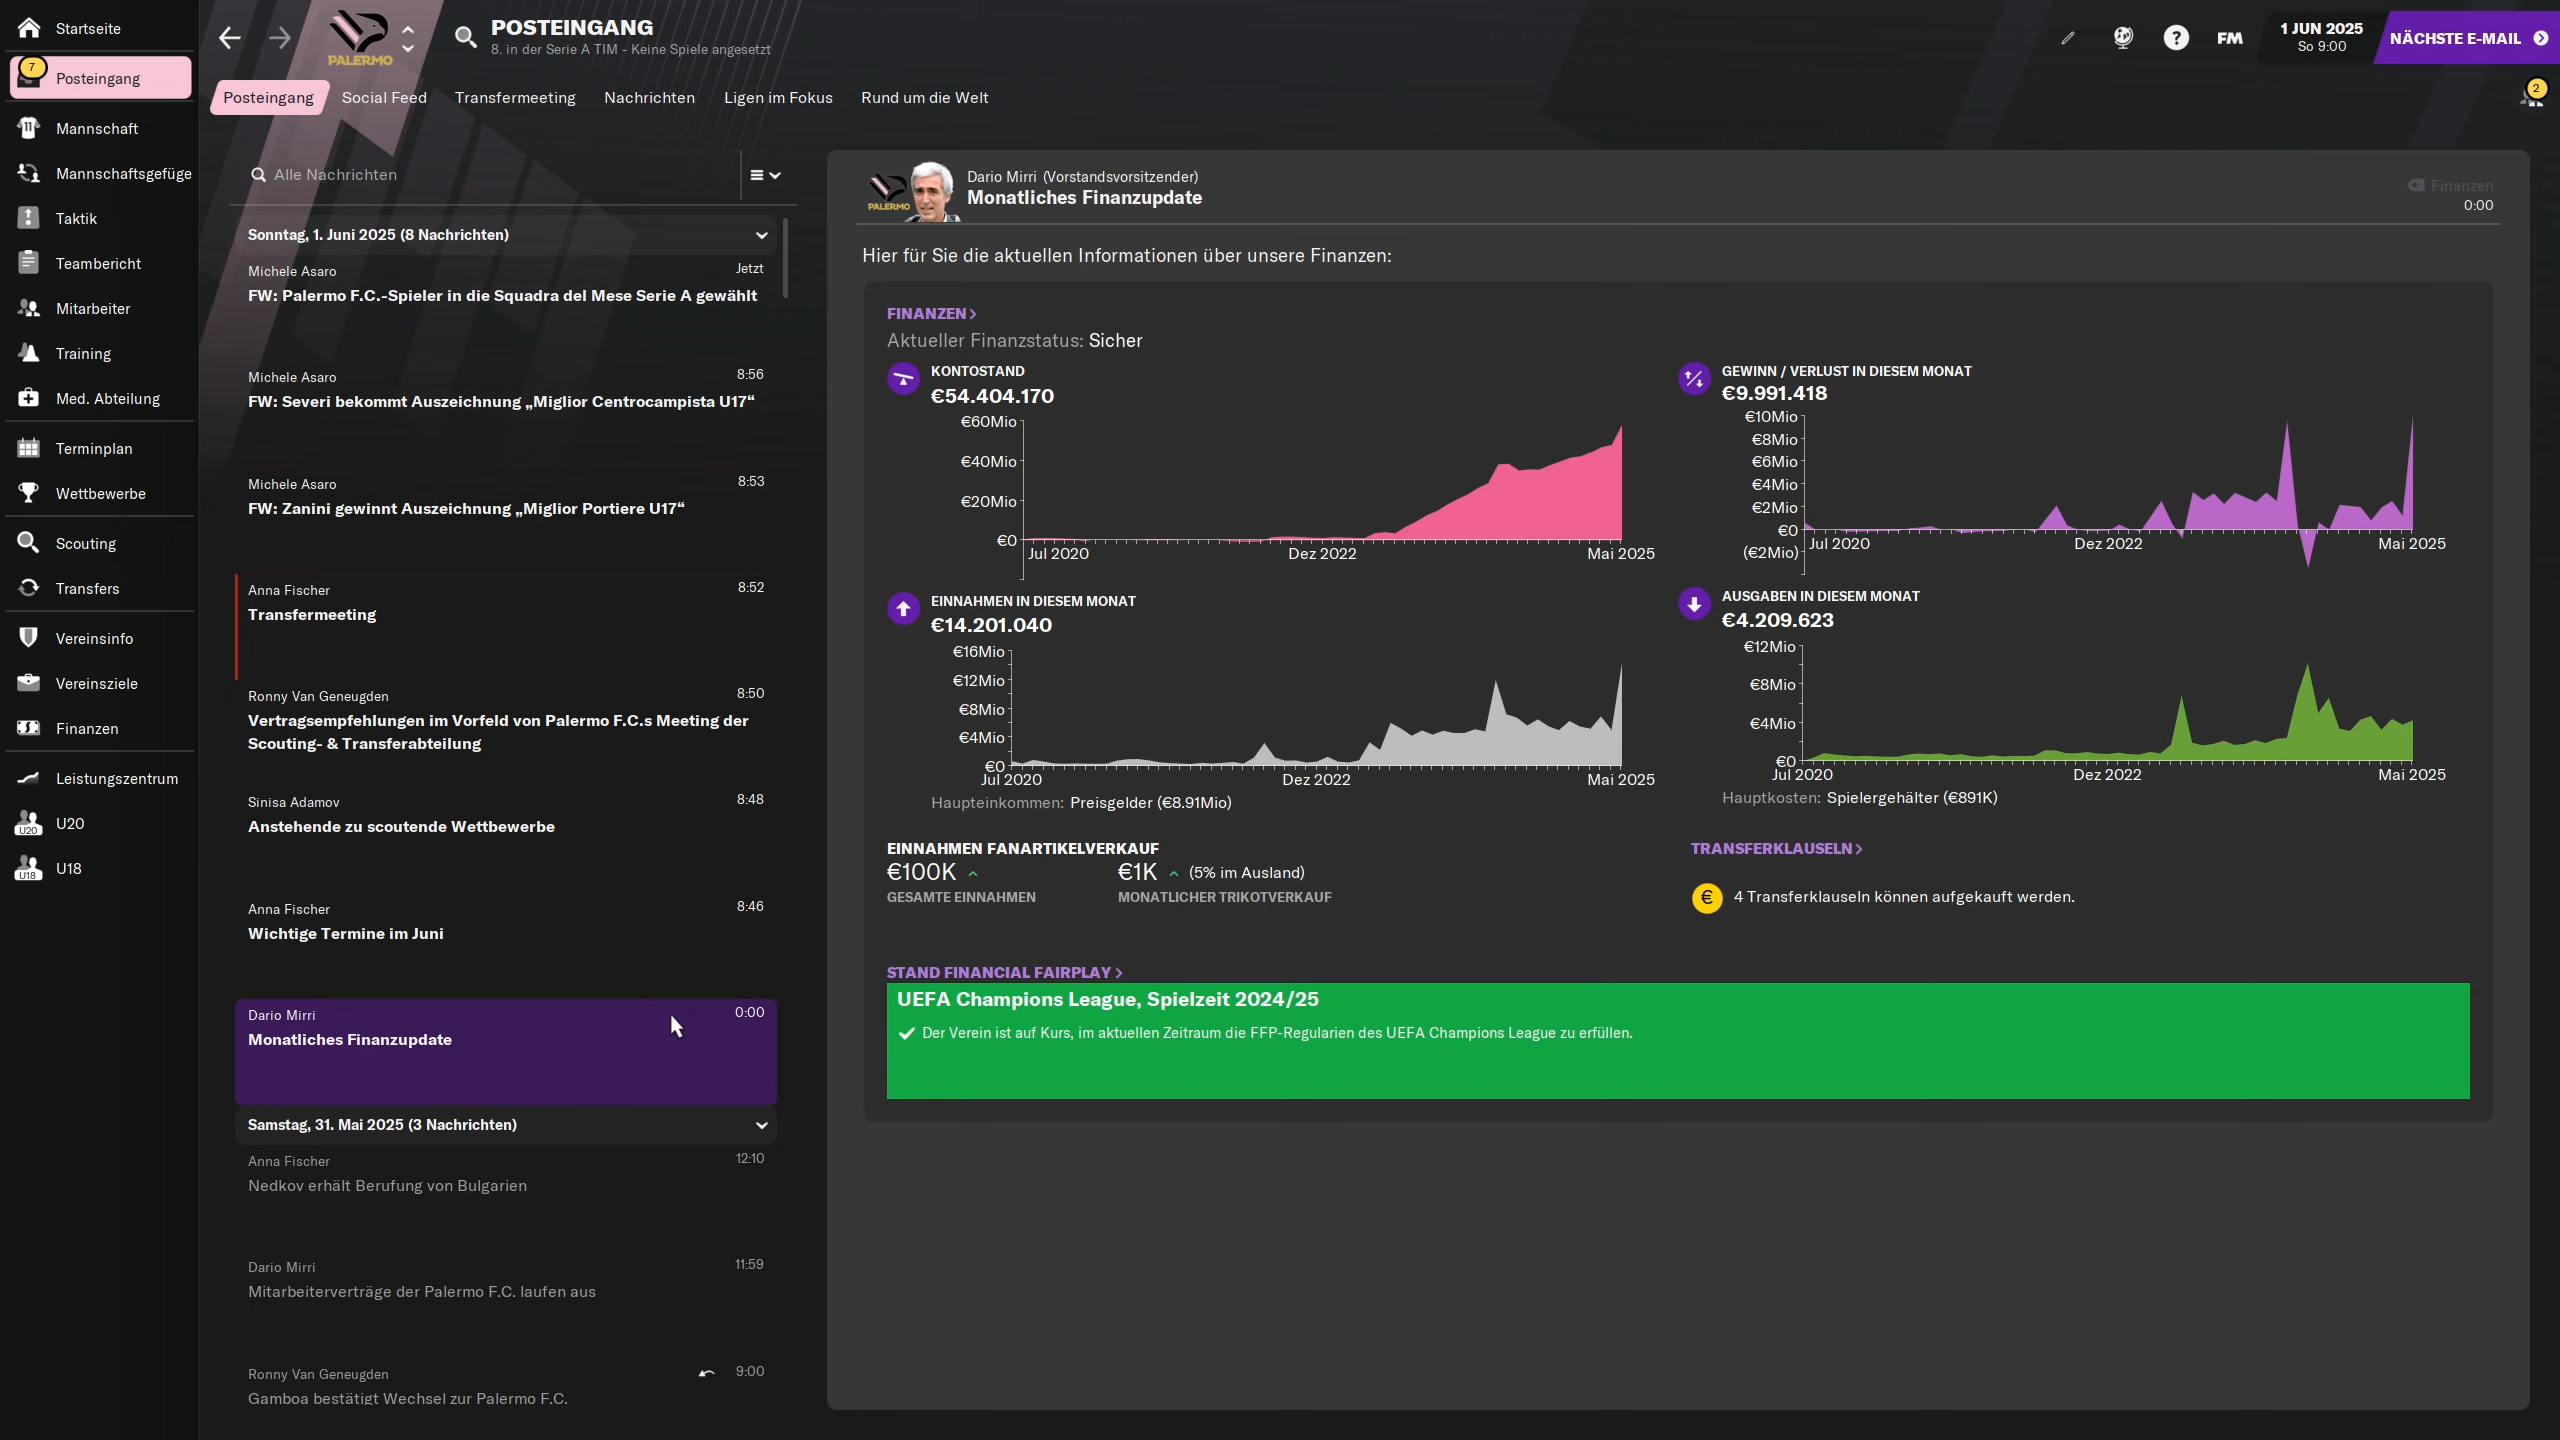 Startseite
7
Posteingang
11
Mannschaft
Mannschaftsgefüge
Taktik
Teambericht
Mitarbeiter
Training
Med. Abteilung
Terminplan
Wettbewerbe
Scouting
Transfers
Vereinsinfo
Vereinsziele
Finanzen
Leistungszentrum
U20
U20
U18
U18
PALERMO
POSTEINGANG
8. in der Serie A TIM - Keine Spiele angesetzt
?
FM
1 JUN 2025
So 9:00
NÄCHSTE E-MAIL
2
Posteingang
Social Feed
Transfermeeting
Nachrichten
Ligen im Fokus
Rund um die Welt
Alle Nachrichten
Sonntag, 1. Juni 2025 (8 Nachrichten)
Michele Asaro
Jetzt
FW: Palermo F.C.-Spieler in die Squadra del Mese Serie A gewählt
Michele Asaro
8:56
FW: Severi bekommt Auszeichnung „Miglior Centrocampista U17“
Michele Asaro
8:53
FW: Zanini gewinnt Auszeichnung „Miglior Portiere U17“
Anna Fischer
8:52
Transfermeeting
Ronny Van Geneugden
8:50
Vertragsempfehlungen im Vorfeld von Palermo F.C.s Meeting der
Scouting- & Transferabteilung
Sinisa Adamov
8:48
Anstehende zu scoutende Wettbewerbe
Anna Fischer
8:46
Wichtige Termine im Juni
Dario Mirri
0:00
Monatliches Finanzupdate
Samstag, 31. Mai 2025 (3 Nachrichten)
Anna Fischer
12:10
Nedkov erhält Berufung von Bulgarien
Dario Mirri
11:59
Mitarbeiterverträge der Palermo F.C. laufen aus
Ronny Van Geneugden
9:00
Gamboa bestätigt Wechsel zur Palermo F.C.
PALERMO
Dario Mirri (Vorstandsvorsitzender)
Monatliches Finanzupdate
Finanzen
0:00
Hier für Sie die aktuellen Informationen über unsere Finanzen:
FINANZEN >
Aktueller Finanzstatus: Sicher
KONTOSTAND
€54.404.170
€60Mio
€40Mio
€20Mio
€0
Jul 2020
Dez 2022
Mai 2025
GEWINN / VERLUST IN DIESEM MONAT
€9.991.418
€10Mio
€8Mio
€6Mio
€4Mio
€2Mio
€0
(€2Mio)
Jul 2020
Dez 2022
Mai 2025
EINNAHMEN IN DIESEM MONAT
€14.201.040
€16Mio
€12Mio
€8Mio
€4Mio
€0
Jul 2020
Dez 2022
Mai 2025
Haupteinkommen: Preisgelder (€8.91Mio)
AUSGABEN IN DIESEM MONAT
€4.209.623
€12Mio
€8Mio
€4Mio
€0
Jul 2020
Dez 2022
Mai 2025
Hauptkosten: Spielergehälter (€891K)
EINNAHMEN FANARTIKELVERKAUF
€100K
GESAMTE EINNAHMEN
€1K (5% im Ausland)
MONATLICHER TRIKOTVERKAUF
TRANSFERKLAUSELN >
€
4 Transferklauseln können aufgekauft werden.
STAND FINANCIAL FAIRPLAY >
UEFA Champions League, Spielzeit 2024/25
Der Verein ist auf Kurs, im aktuellen Zeitraum die FFP-Regularien des UEFA Champions League zu erfüllen.